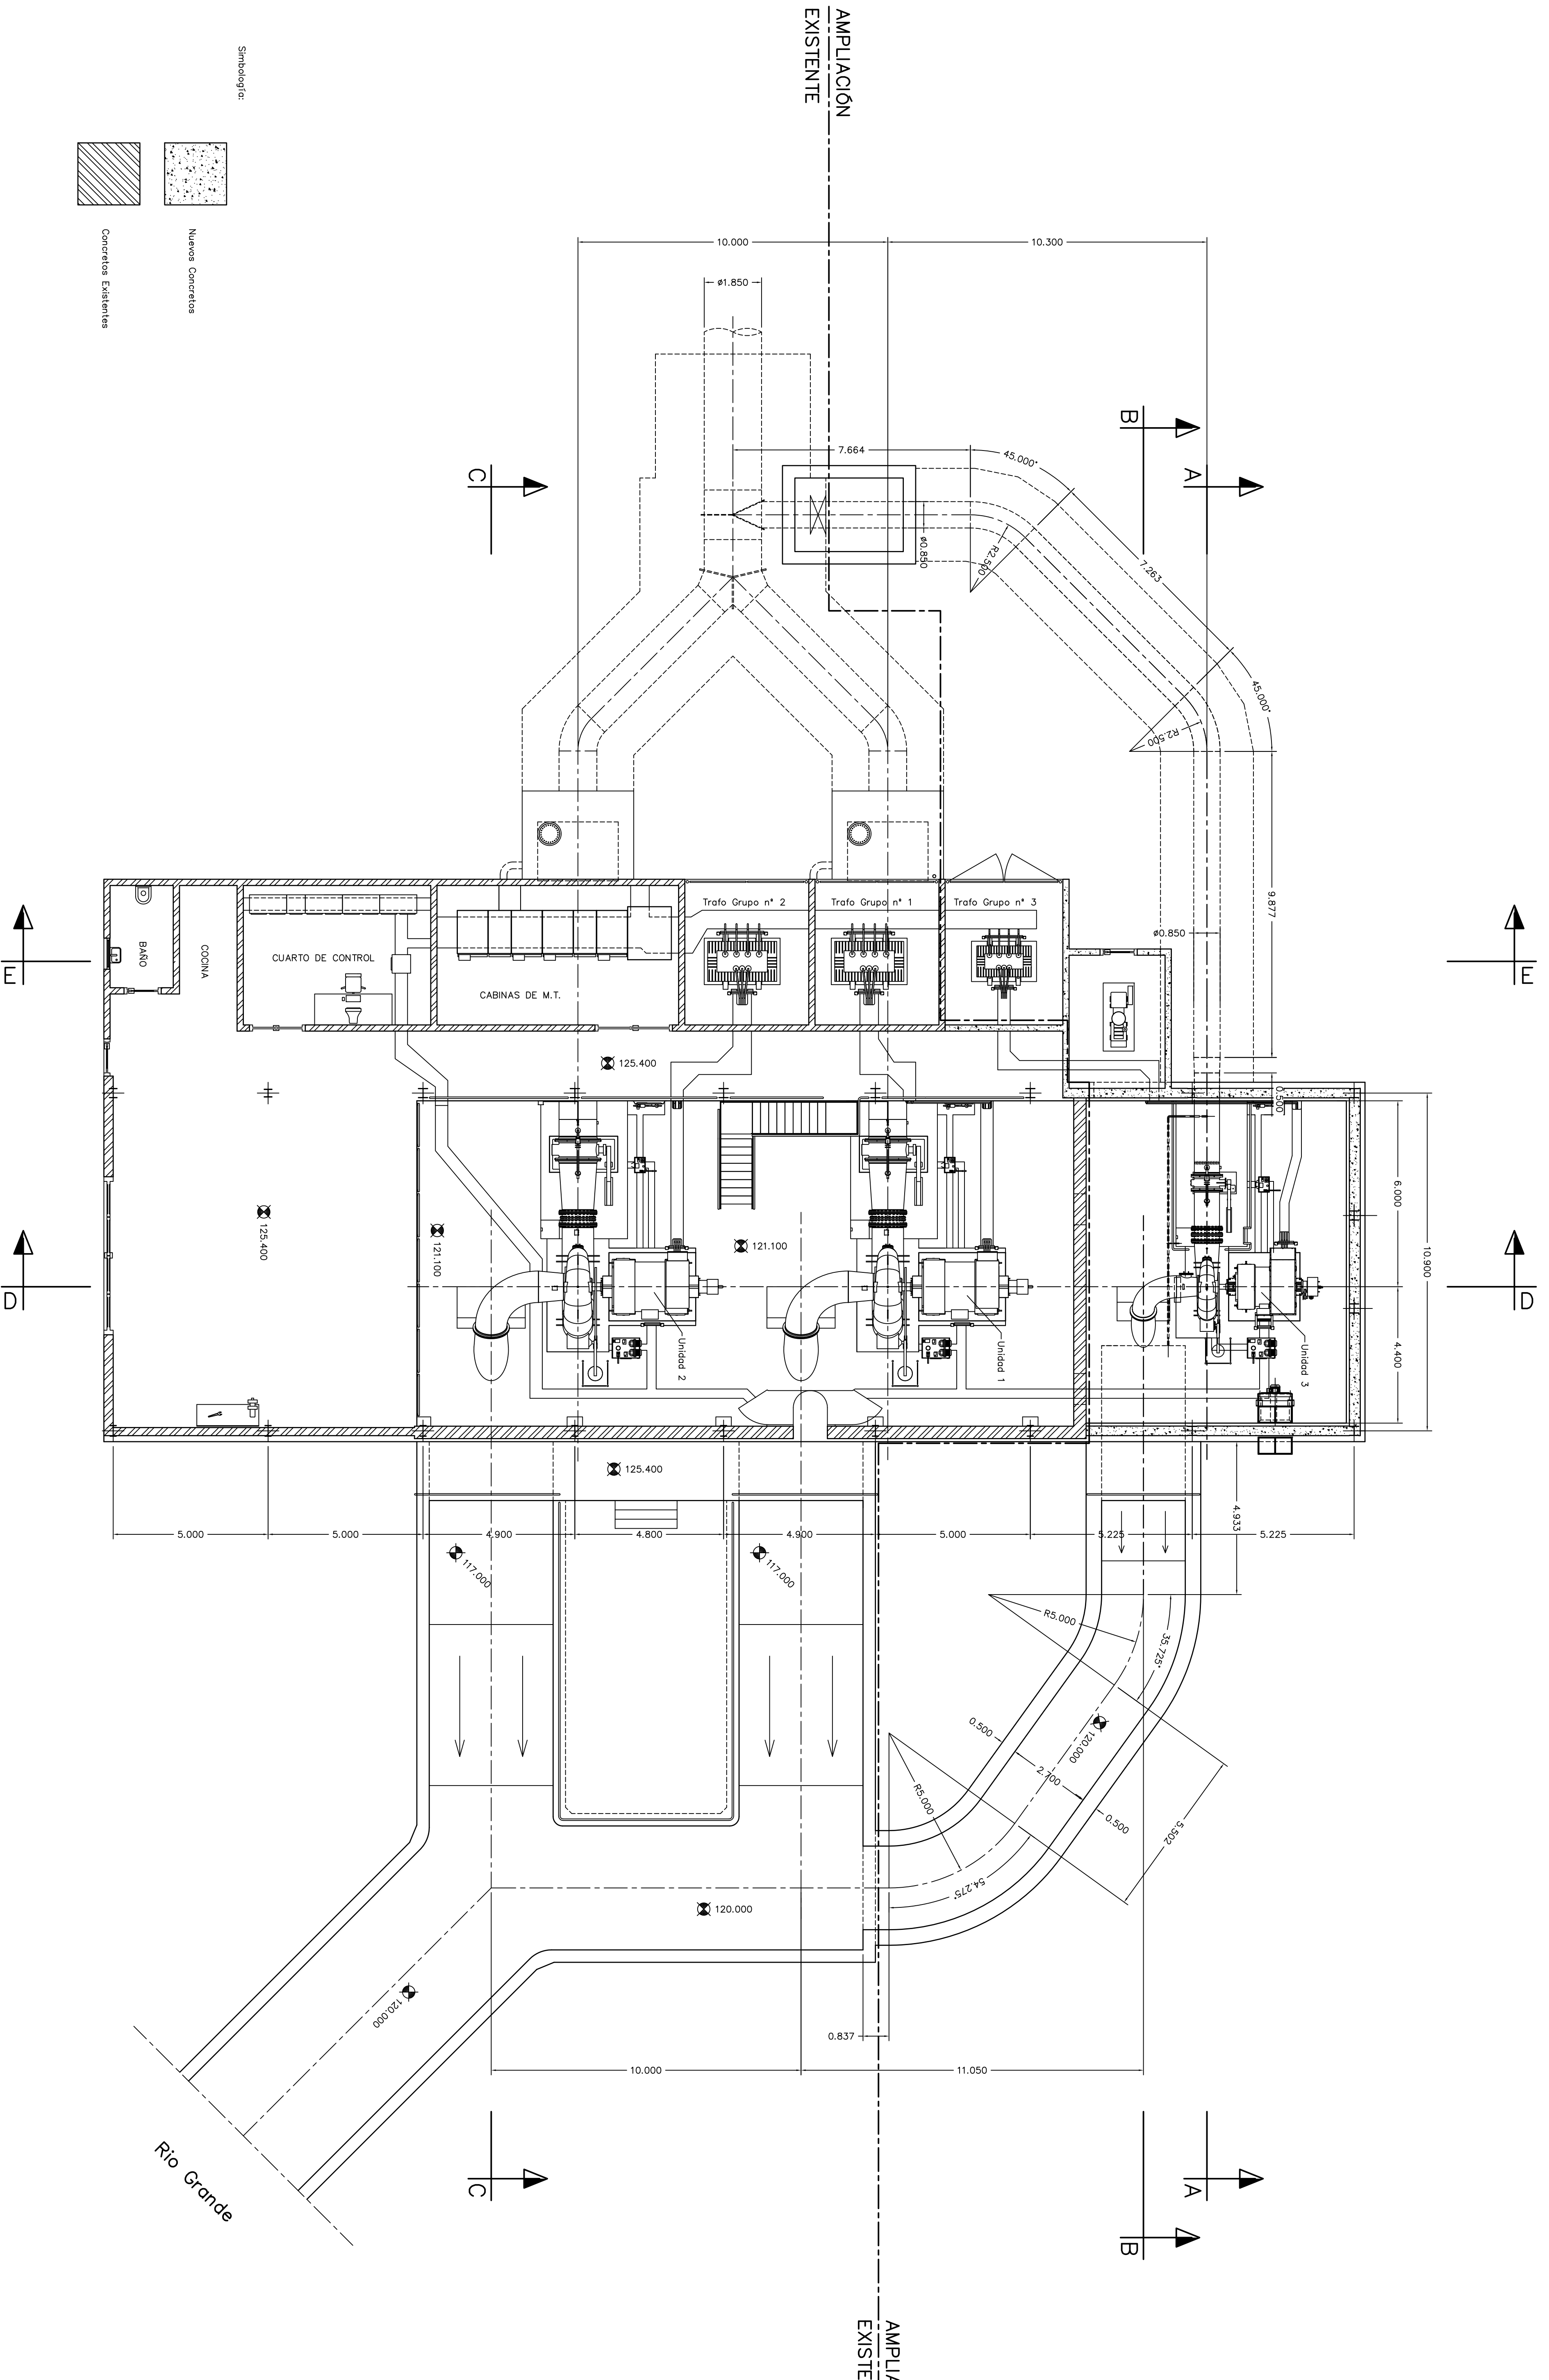 AMPLIACIÓN
EXISTENTE
Simbología:
Nuevos Concretos
Concretos Existentes
10.000
10.300
ø1.850
B
A
C
7.664
45.000°
ø0.850
R2.500
7.263
45.000°
R2.500
9.877
ø0.850
E
E
BAÑO
COCINA
CUARTO DE CONTROL
CABINAS DE M.T.
Trafo Grupo n° 2
Trafo Grupo n° 1
Trafo Grupo n° 3
125.400
0.500
6.000
10.900
4.400
125.400
121.100
121.100
D
D
Unidad 2
Unidad 1
Unidad 3
125.400
4.933
5.000
5.000
4.900
4.800
4.900
5.000
5.225
5.225
117.000
117.000
R5.000
35.725°
120.000
0.500
2.700
0.500
5.502
R5.000
54.275°
120.000
120.000
0.837
10.000
11.050
Rio Grande
C
A
B
AMPLIA
EXISTE